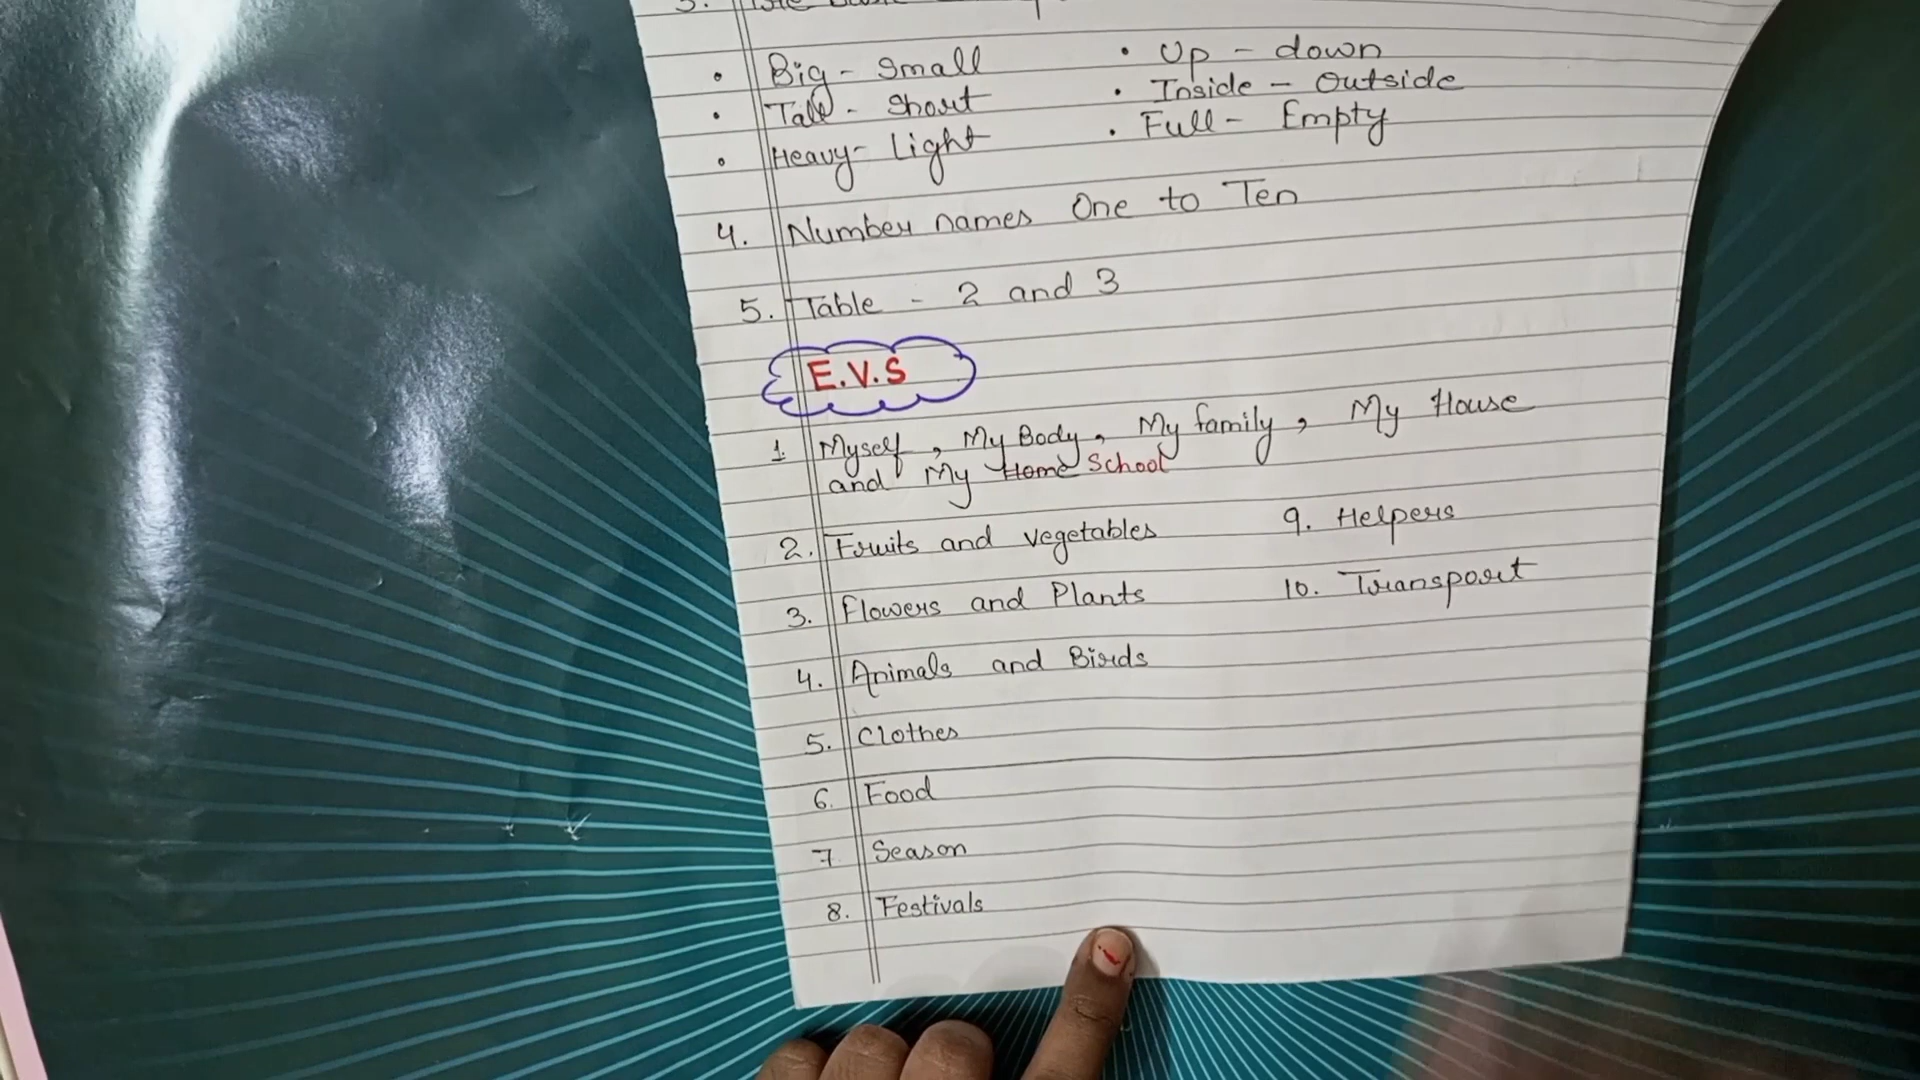 3.
Big - Small
• Up - down
Tall - Short
• Inside - Outside
Heavy - Light
• Full - Empty
4. Number names One to Ten
5. Table - 2 and 3
E.V.S
1. Myself, My Body, My family, My House
and My Home School
2. Fruits and vegetables
9. Helpers
3. Flowers and Plants
10. Transport
4. Animals and Birds
5. Clothes
6. Food
7 Season
8. Festivals